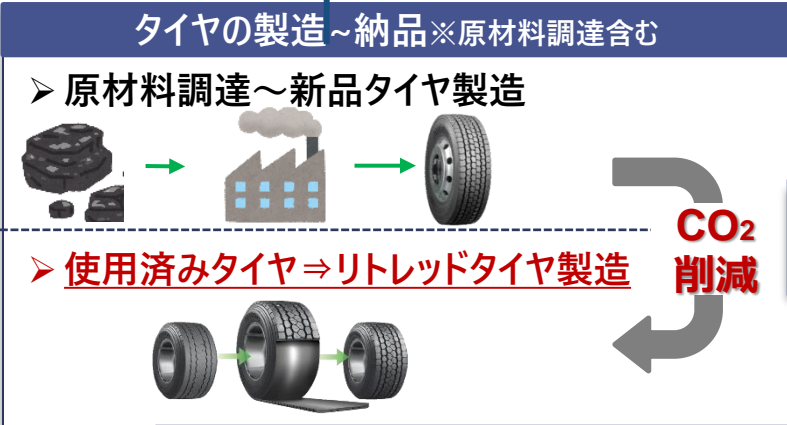 タイヤの製造~納品※原材料調達含む
➢ 原材料調達～新品タイヤ製造
➢ 使用済みタイヤ⇒リトレッドタイヤ製造
CO2
削減